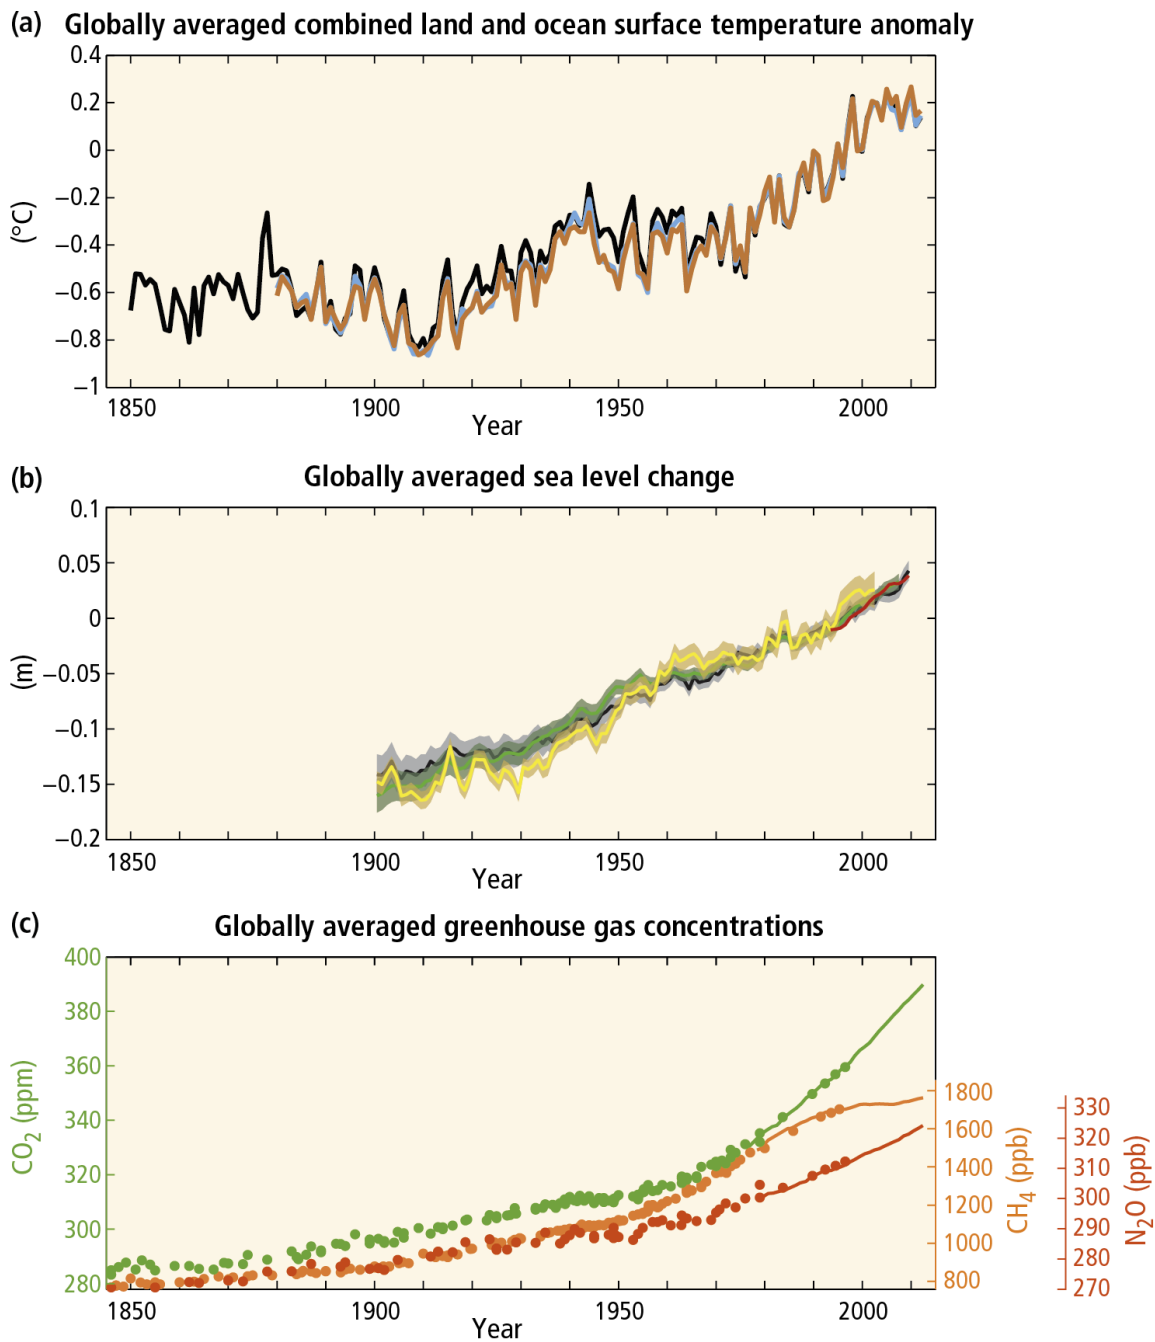 (a) Globally averaged combined land and ocean surface temperature anomaly
0.4
0.2
0
−0.2
−0.4
−0.6
−0.8
−1
(°C)
1850 1900 1950 2000
Year
(b) Globally averaged sea level change
0.1
0.05
0
−0.05
−0.1
−0.15
−0.2
(m)
1850 1900 1950 2000
Year
(c) Globally averaged greenhouse gas concentrations
400
380
360
340
320
300
280
CO₂ (ppm)
1800
1600
1400
1200
1000
800
CH₄ (ppb)
330
320
310
300
290
280
270
N₂O (ppb)
1850 1900 1950 2000
Year